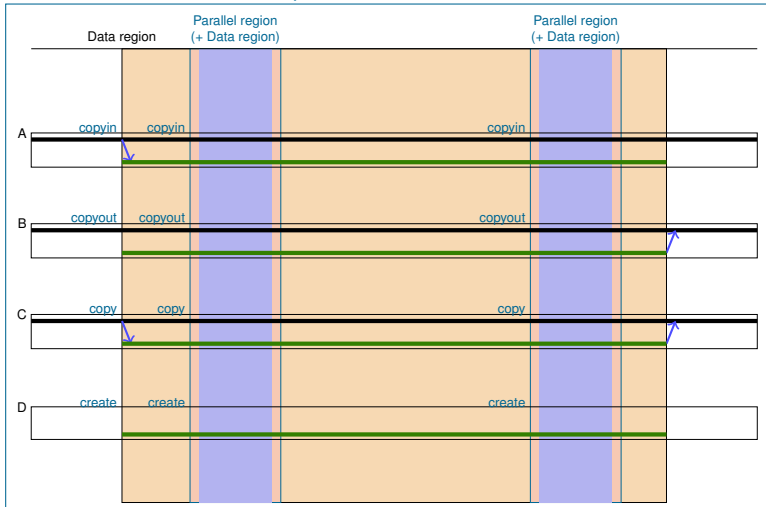 Parallel region
(+ Data region)
Parallel region
(+ Data region)
Data region
A
copyin
copyin
copyin
B
copyout
copyout
copyout
C
copy
copy
copy
D
create
create
create